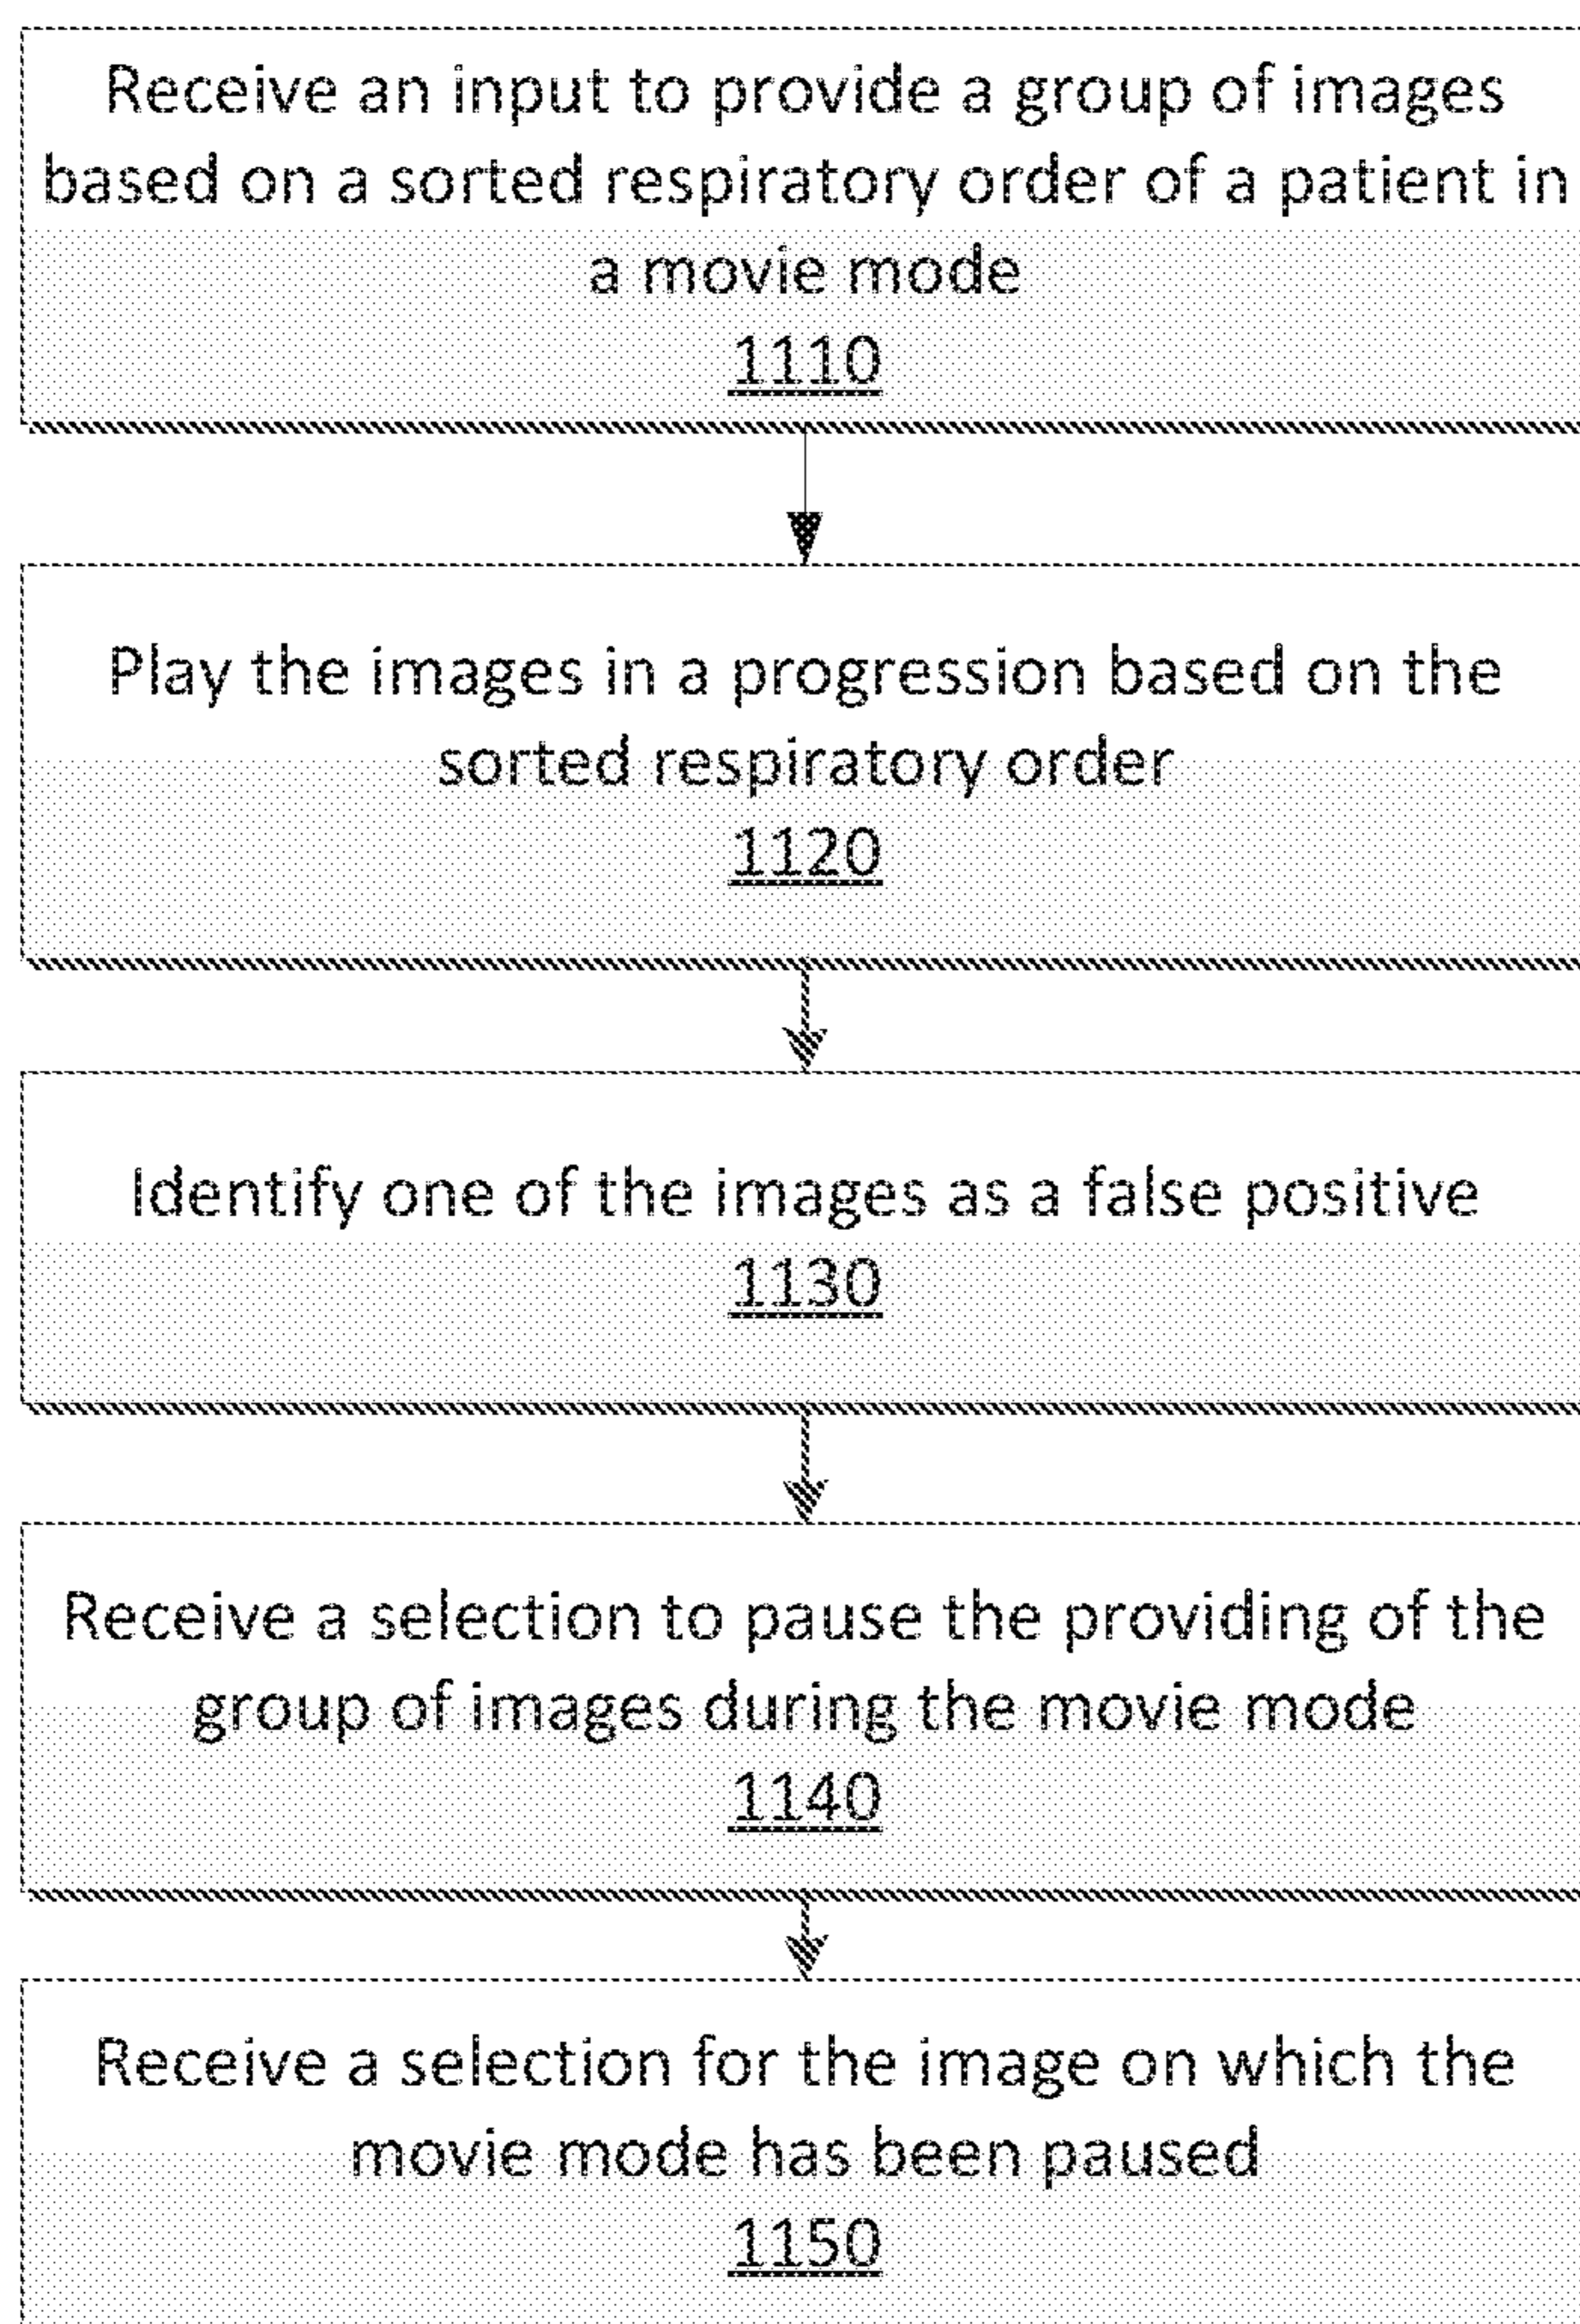 Receive an input to provide a group of images
based on a sorted respiratory order of a patient in
a movie mode
1110
Play the images in a progression based on the
sorted respiratory order
1120
Identify one of the images as a false positive
1130
Receive a selection to pause the providing of the
group of images during the movie mode
1140
Receive a selection for the image on which the
movie mode has been paused
1150